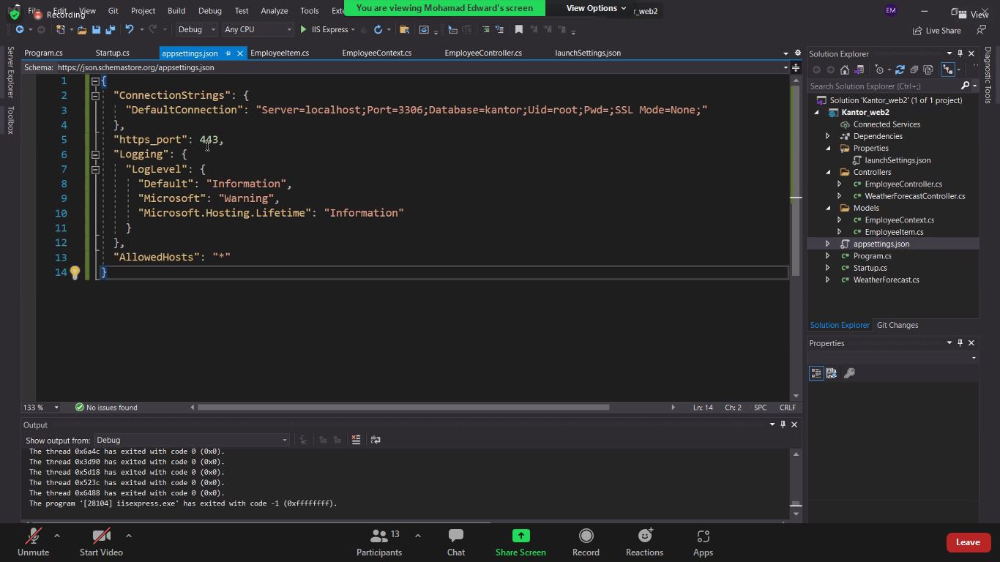 File Edit View Git Project Build Debug Test Analyze Tools
Recording
You are viewing Mohamad Edward's screen
View Options
r_web2
EM
View
Debug
Any CPU
IIS Express
Live Share
Server Explorer
Toolbox
Program.cs Startup.cs appsettings.json EmployeeItem.cs EmployeeContext.cs EmployeeController.cs launchSettings.json
Schema: https://json.schemastore.org/appsettings.json
1 {
2 "ConnectionStrings": {
3 "DefaultConnection": "Server=localhost;Port=3306;Database=kantor;Uid=root;Pwd=;SSL Mode=None;"
4 },
5 "https_port": 443,
6 "Logging": {
7 "LogLevel": {
8 "Default": "Information",
9 "Microsoft": "Warning",
10 "Microsoft.Hosting.Lifetime": "Information"
11 }
12 },
13 "AllowedHosts": "*"
14 }
133 % No issues found Ln: 14 Ch: 2 SPC CRLF
Output
Show output from: Debug
The thread 0x6a4c has exited with code 0 (0x0).
The thread 0x3d90 has exited with code 0 (0x0).
The thread 0x5d18 has exited with code 0 (0x0).
The thread 0x523c has exited with code 0 (0x0).
The thread 0x6488 has exited with code 0 (0x0).
The program '[28104] iisexpress.exe' has exited with code -1 (0xffffffff).
Solution Explorer
Search Solution Explorer (Ctrl+;)
Solution 'Kantor_web2' (1 of 1 project)
Kantor_web2
Connected Services
Dependencies
Properties
launchSettings.json
Controllers
EmployeeController.cs
WeatherForecastController.cs
Models
EmployeeContext.cs
EmployeeItem.cs
appsettings.json
Program.cs
Startup.cs
WeatherForecast.cs
Solution Explorer Git Changes
Properties
Diagnostic Tools
Unmute
Start Video
13
Participants
Chat
Share Screen
Record
Reactions
Apps
Leave